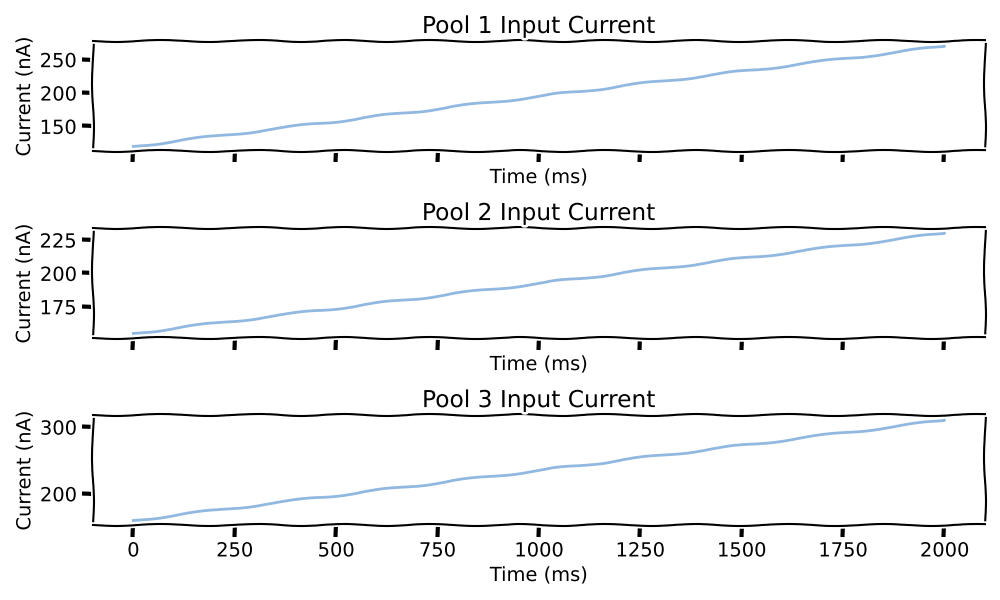 Pool 1 Input Current
Current (nA)
250
200
150
Time (ms)
Pool 2 Input Current
Current (nA)
225
200
175
Time (ms)
Pool 3 Input Current
Current (nA)
300
200
0 250 500 750 1000 1250 1500 1750 2000
Time (ms)